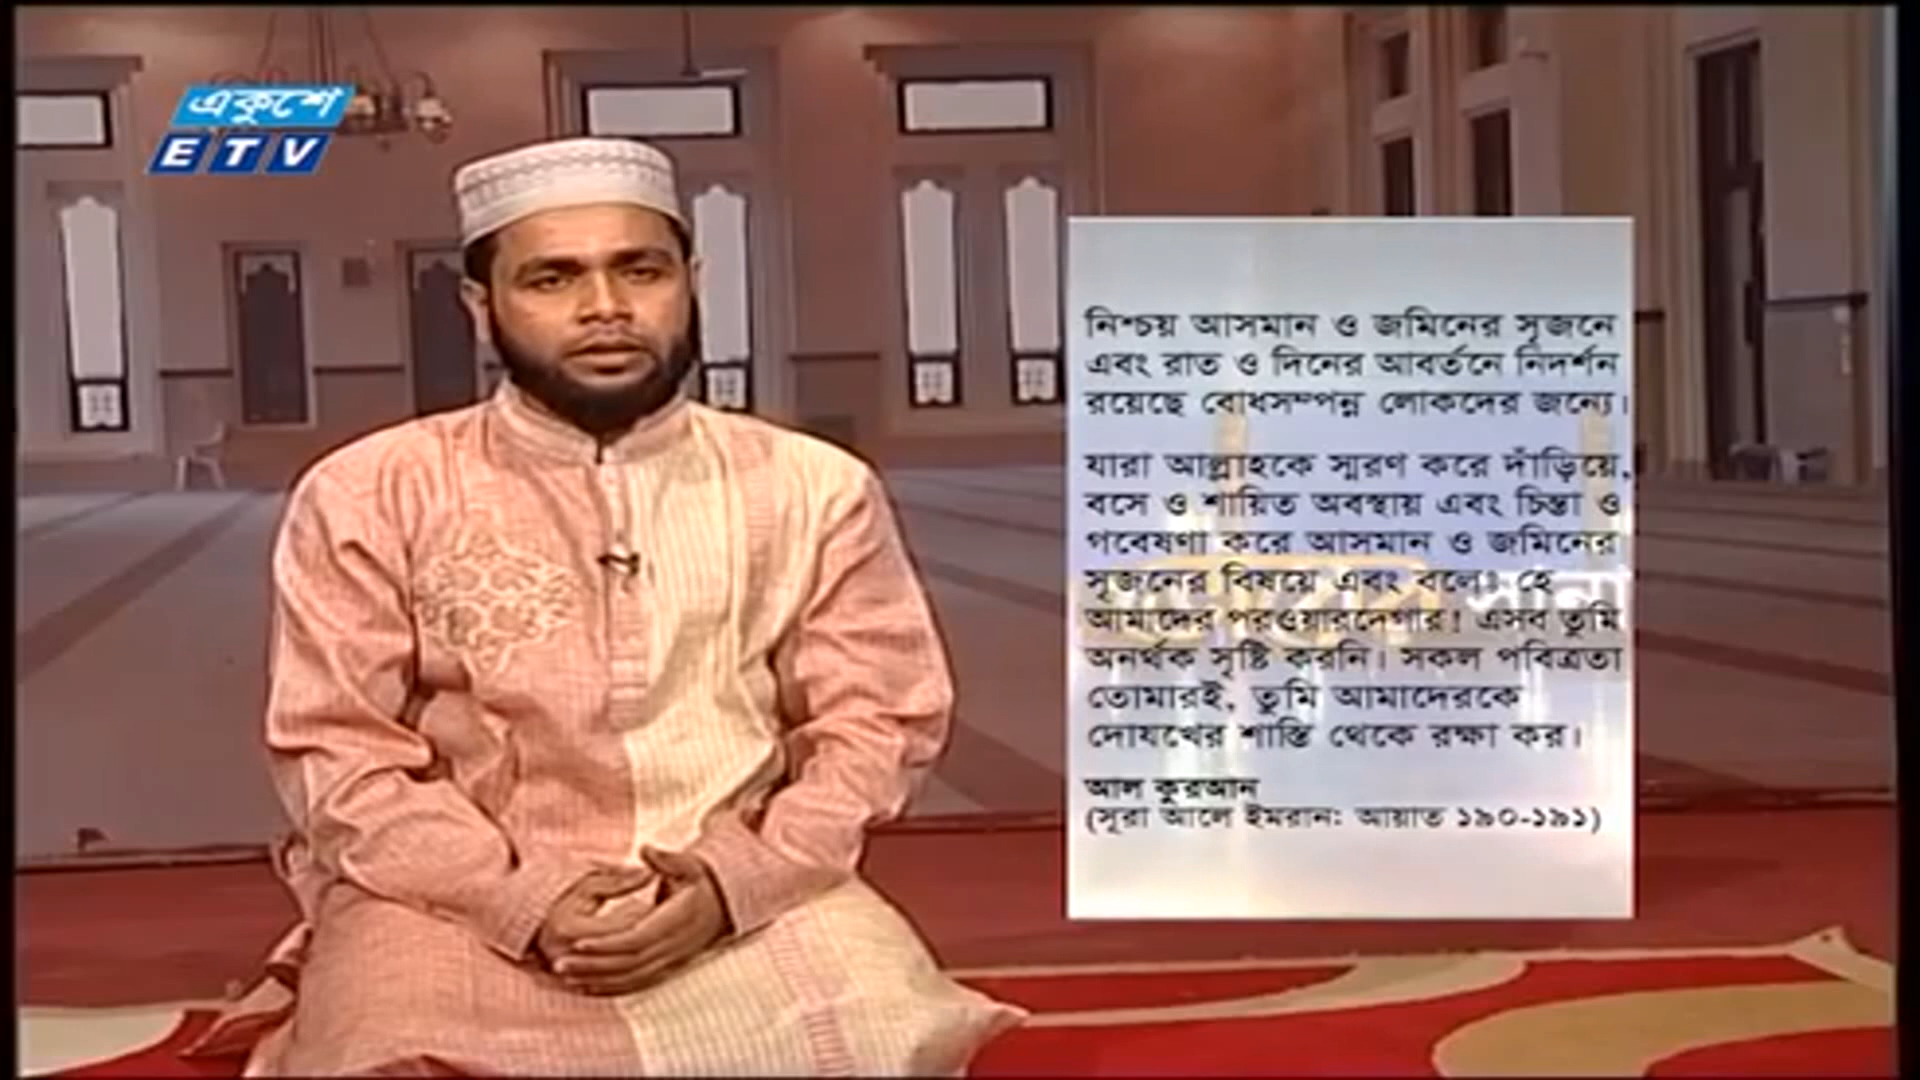 একুশে
ETV
নিশ্চয় আসমান ও জমিনের সৃজনে
এবং রাত ও দিনের আবর্তনে নিদর্শন
রয়েছে বোধসম্পন্ন লোকদের জন্যে।
যারা আল্লাহকে স্মরণ করে দাঁড়িয়ে,
বসে ও শায়িত অবস্থায় এবং চিন্তা ও
গবেষণা করে আসমান ও জমিনের
সৃজনের বিষয়ে এবং বলেঃ হে
আমাদের পরওয়ারদেগার! এসব তুমি
অনর্থক সৃষ্টি করনি। সকল পবিত্রতা
তোমারই, তুমি আমাদেরকে
দোযখের শাস্তি থেকে রক্ষা কর।
আল কুরআন
(সূরা আলে ইমরান: আয়াত ১৯০-১৯১)